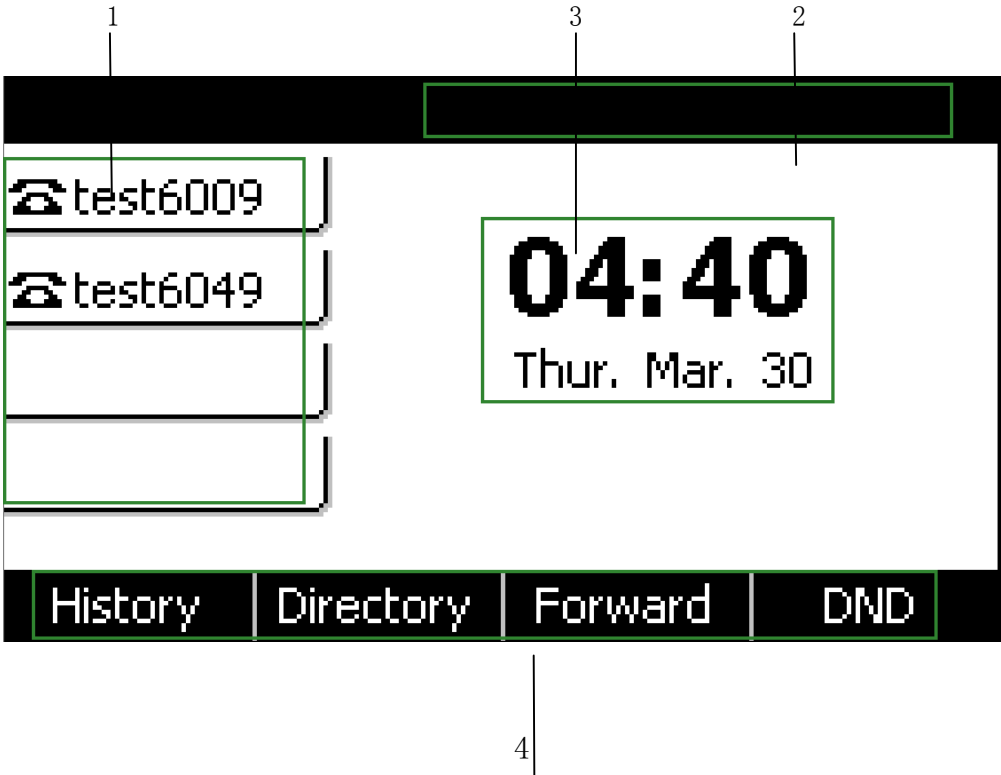 1 3 2
test6009
test6049
04:40
Thur. Mar. 30
History Directory Forward DND
4